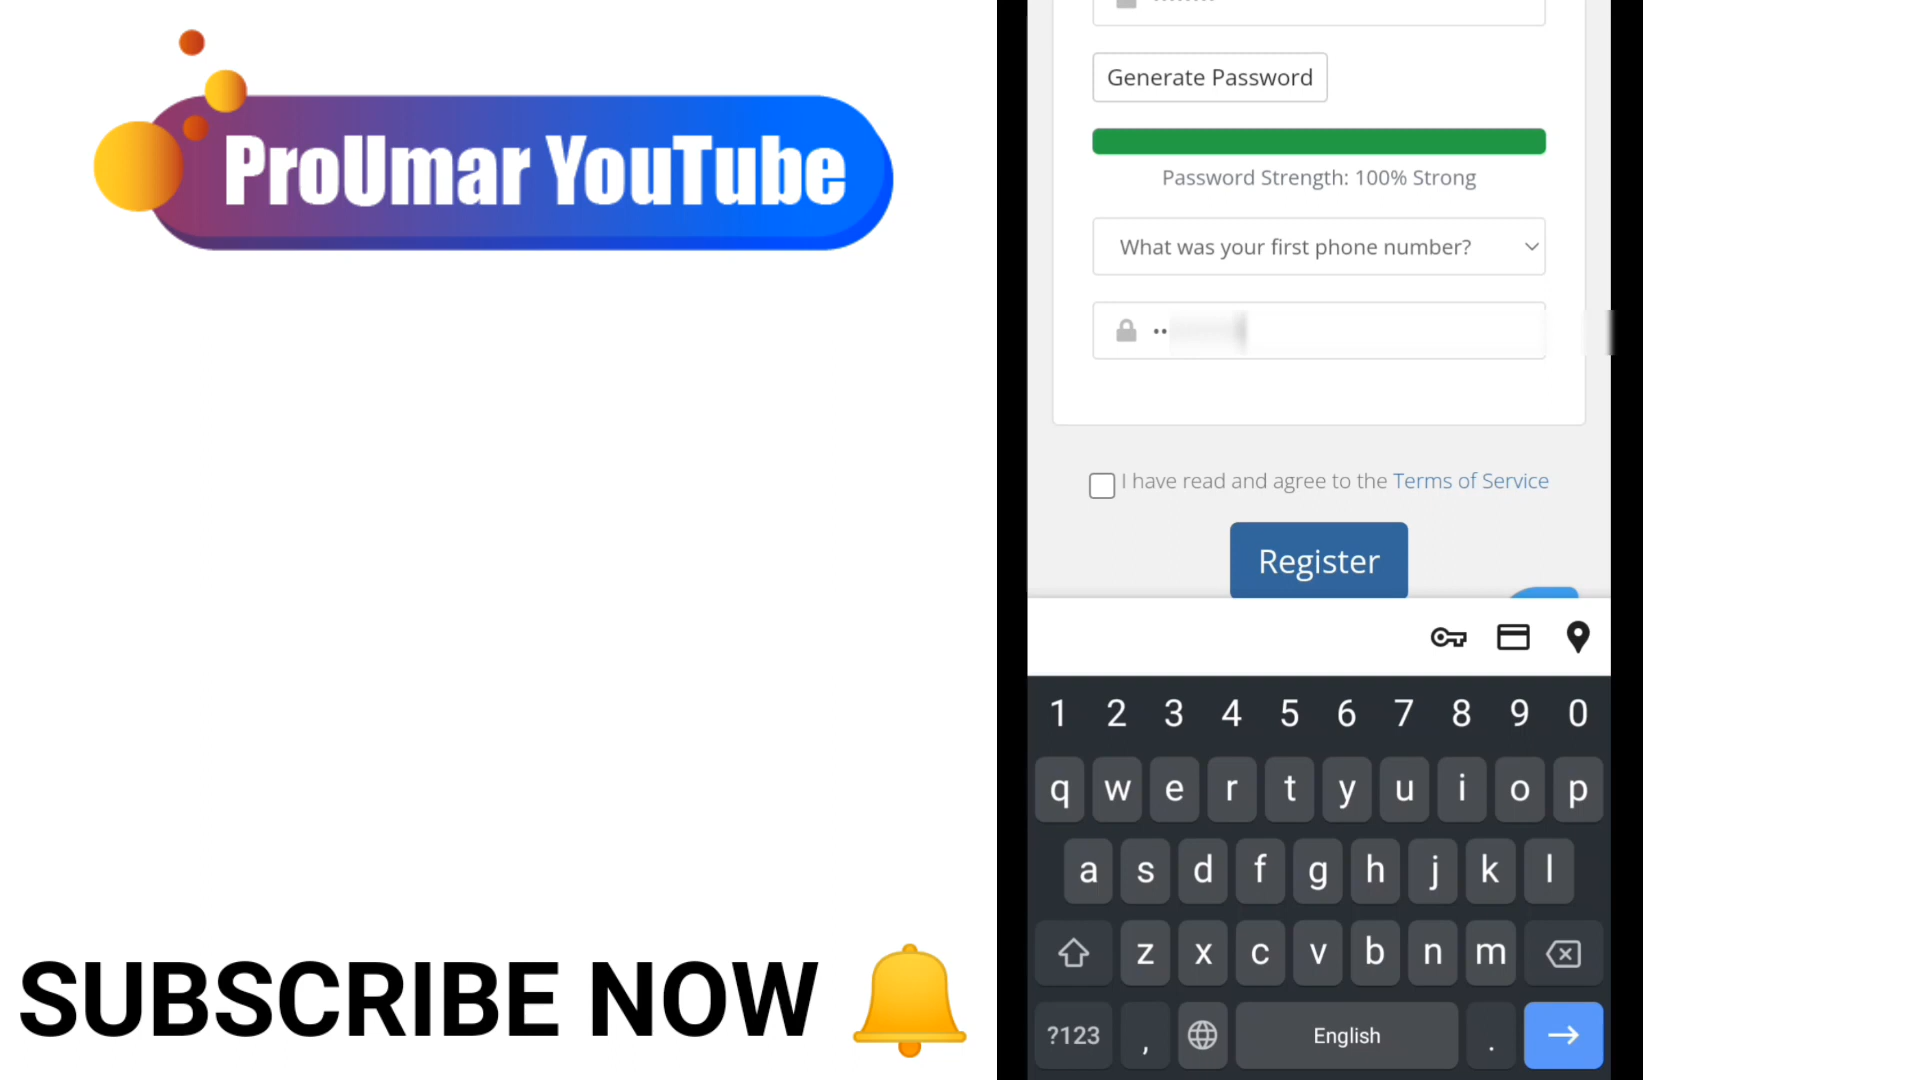 ProUmar YouTube
SUBSCRIBE NOW
Generate Password
Password Strength: 100% Strong
What was your first phone number?
I have read and agree to the Terms of Service
Register
1 2 3 4 5 6 7 8 9 0
q w e r t y u i o p
a s d f g h j k l
z x c v b n m
?123 , English .